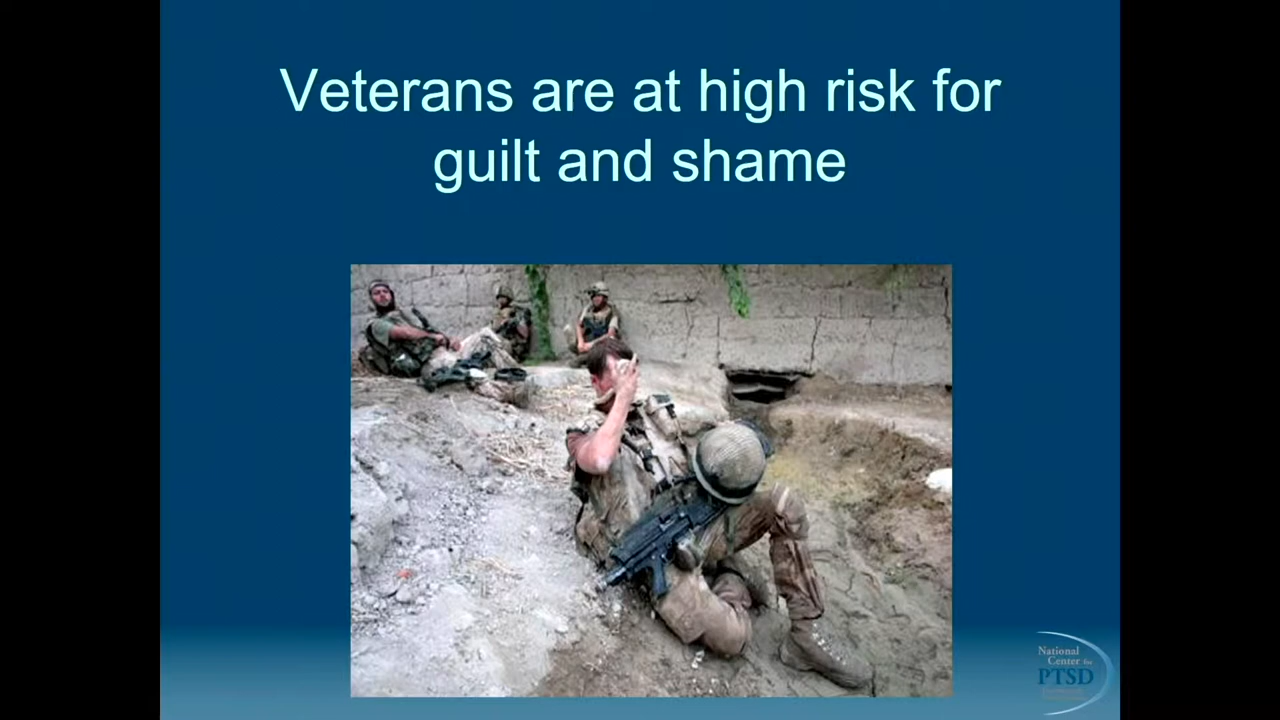 Veterans are at high risk for
guilt and shame
National
Center for
PTSD